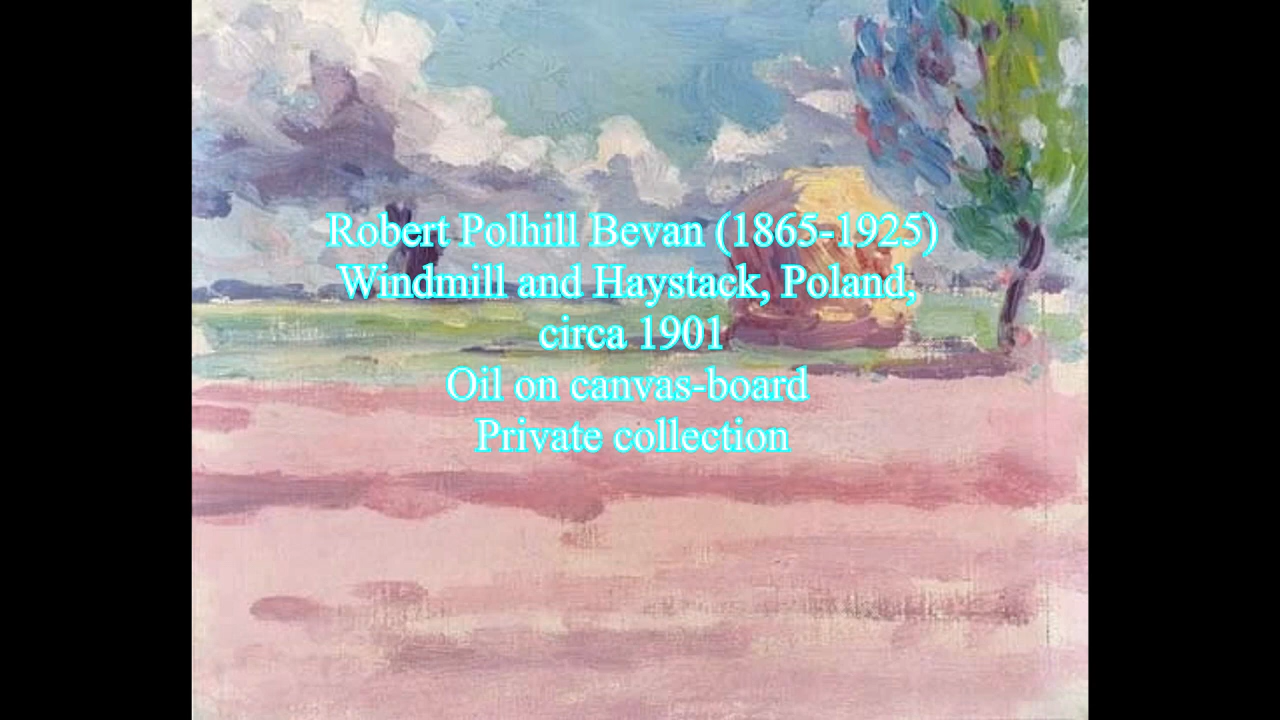 Robert Polhill Bevan (1865-1925)
Windmill and Haystack, Poland,
circa 1901
Oil on canvas-board
Private collection